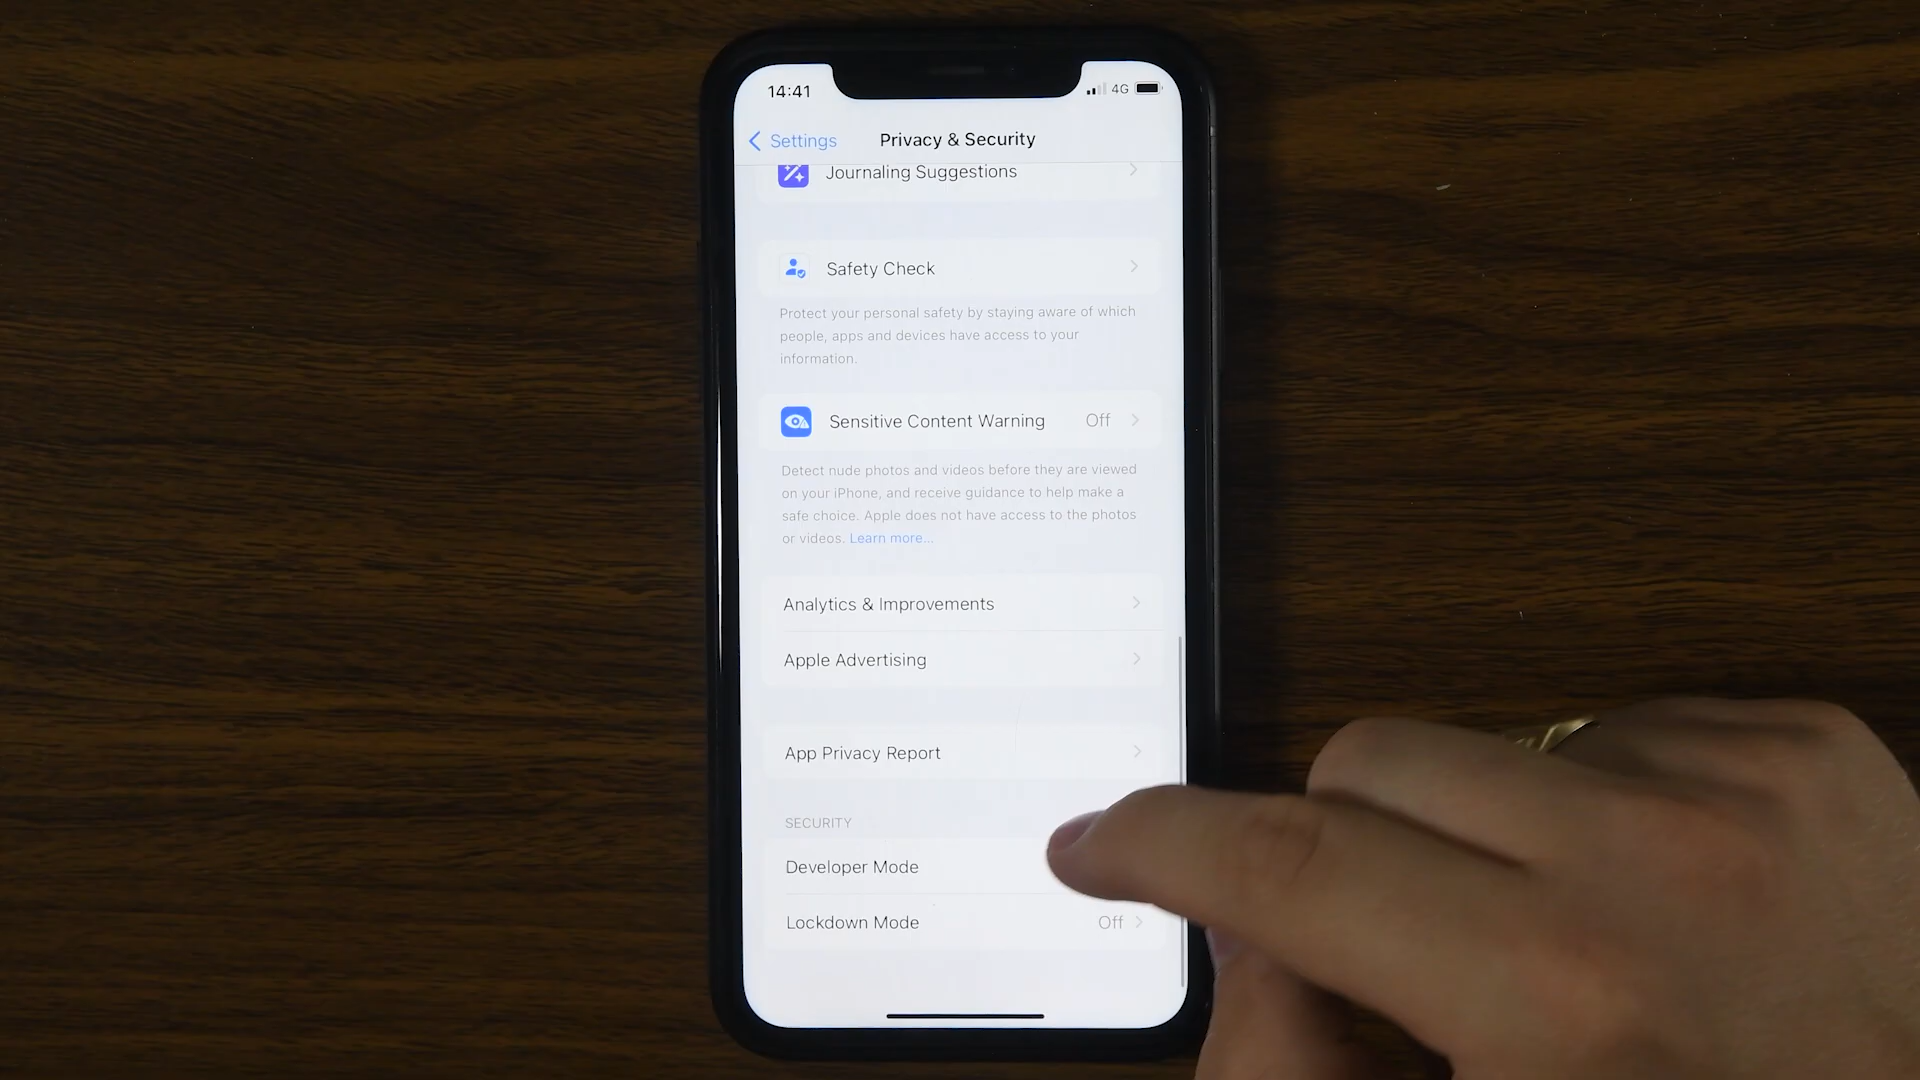 14:41
4G
Settings
Privacy & Security
Journaling Suggestions
Safety Check
Protect your personal safety by staying aware of which
people, apps and devices have access to your
information.
Sensitive Content Warning Off
Detect nude photos and videos before they are viewed
on your iPhone, and receive guidance to help make a
safe choice. Apple does not have access to the photos
or videos. Learn more...
Analytics & Improvements
Apple Advertising
App Privacy Report
SECURITY
Developer Mode
Lockdown Mode Off